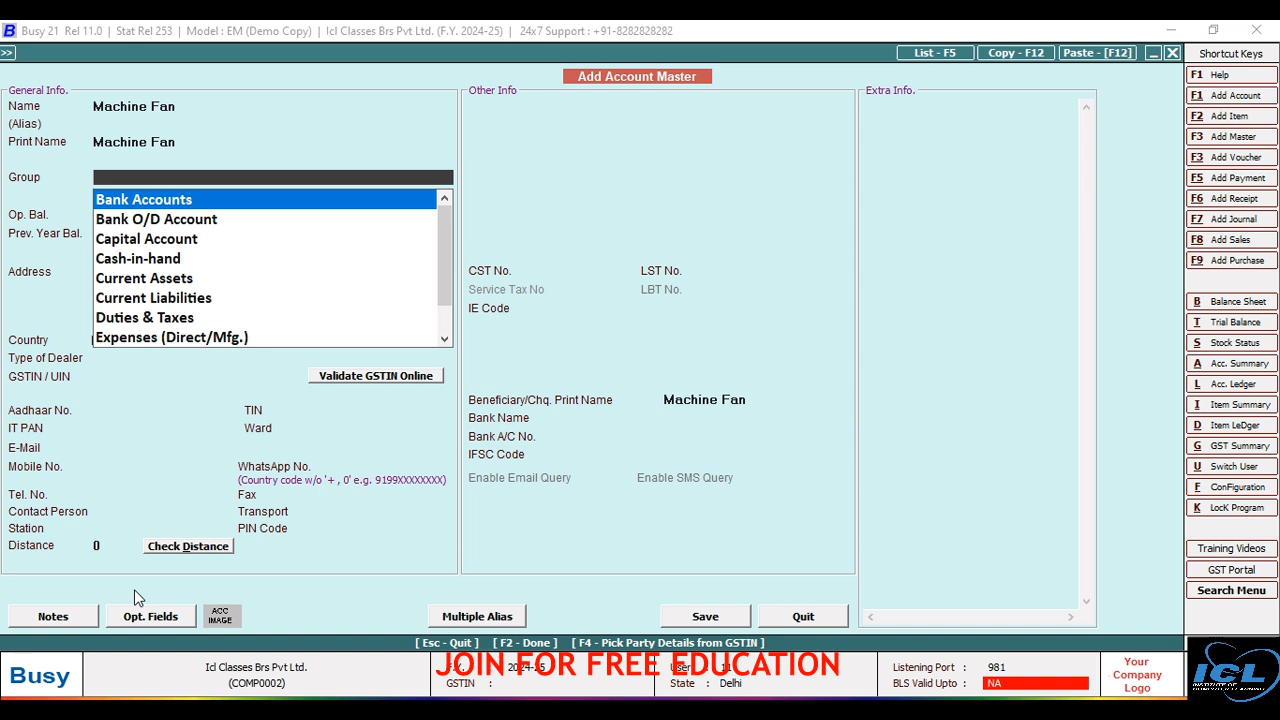 Busy 21 Rel 11.0 | Stat Rel 253 | Model : EM (Demo Copy) | Icl Classes Brs Pvt Ltd. (F.Y. 2024-25) | 24x7 Support : +91-8282828282
>> List - F5 Copy - F12 Paste - [F12]
Add Account Master
General Info.
Name Machine Fan
(Alias)
Print Name Machine Fan
Group
Bank Accounts
Bank O/D Account
Capital Account
Cash-in-hand
Current Assets
Current Liabilities
Duties & Taxes
Expenses (Direct/Mfg.)
Op. Bal.
Prev. Year Bal.
Address
Country
Type of Dealer
GSTIN / UIN Validate GSTIN Online
Aadhaar No. TIN
IT PAN Ward
E-Mail
Mobile No. WhatsApp No.
(Country code w/o '+ , 0' e.g. 9199XXXXXXXX)
Tel. No. Fax
Contact Person Transport
Station PIN Code
Distance 0 Check Distance
Other Info
CST No. LST No.
Service Tax No LBT No.
IE Code
Beneficiary/Chq. Print Name Machine Fan
Bank Name
Bank A/C No.
IFSC Code
Enable Email Query Enable SMS Query
Extra Info.
Notes Opt. Fields ACC IMAGE Multiple Alias Save Quit
[ Esc - Quit ] [ F2 - Done ] [ F4 - Pick Party Details from GSTIN ]
Shortcut Keys
F1 Help
F1 Add Account
F2 Add Item
F3 Add Master
F3 Add Voucher
F5 Add Payment
F6 Add Receipt
F7 Add Journal
F8 Add Sales
F9 Add Purchase
B Balance Sheet
T Trial Balance
S Stock Status
A Acc. Summary
L Acc. Ledger
I Item Summary
D Item LeDger
G GST Summary
U Switch User
F ConFiguration
K LocK Program
Training Videos
GST Portal
Search Menu
Busy
Icl Classes Brs Pvt Ltd.
(COMP0002)
JOIN FOR FREE EDUCATION
2024-25
GSTIN :
State : Delhi
Listening Port : 981
BLS Valid Upto : NA
Your
Company
Logo
ICL